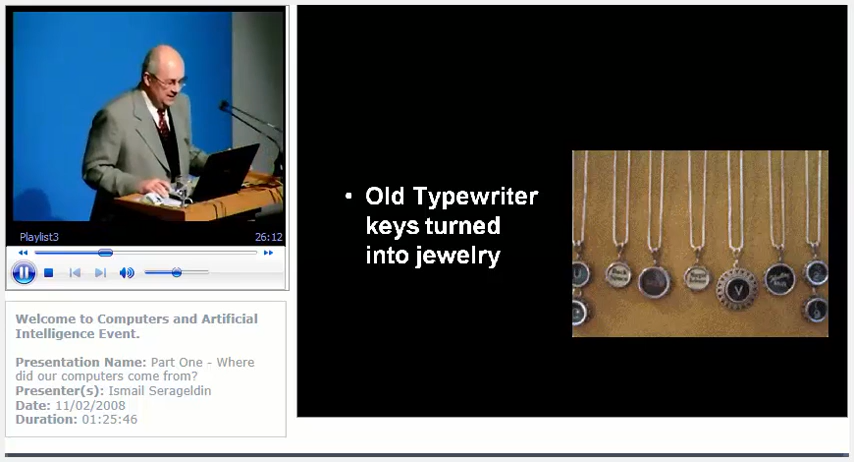 Playlist3 26:12
Welcome to Computers and Artificial
Intelligence Event.
Presentation Name: Part One - Where
did our computers come from?
Presenter(s): Ismail Serageldin
Date: 11/02/2008
Duration: 01:25:46
• Old Typewriter
keys turned
into jewelry
V